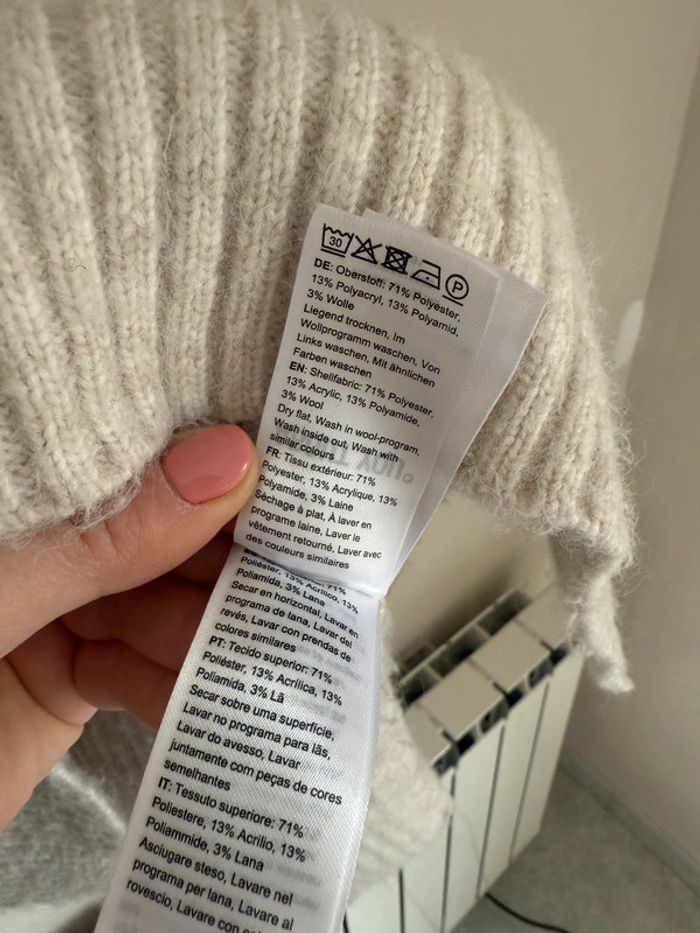 30 P
DE: Oberstoff: 71% Polyester,
13% Polyacryl, 13% Polyamid,
3% Wolle
Liegend trocknen, Im
Wollprogramm waschen, Von
Links waschen, Mit ähnlichen
Farben waschen
EN: Shellfabric: 71% Polyester,
13% Acrylic, 13% Polyamide,
3% Wool
Dry flat, Wash in wool-program,
Wash inside out, Wash with
similar colours
FR: Tissu extérieur: 71%
Polyester, 13% Acrylique, 13%
Polyamide, 3% Laine
Séchage à plat, À laver en
programe laine, Laver le
vêtement retourné, Laver avec
des couleurs similaires
71%
Poliéster, 13% Acrílico, 13%
Poliamida, 3% Lana
Secar en horizontal, Lavar en
programa de lana, Lavar del
revés, Lavar con prendas de
colores similares
PT: Tecido superior: 71%
Poliéster, 13% Acrílica, 13%
Poliamida, 3% Lã
Secar sobre uma superfície,
Lavar no programa para lãs,
Lavar do avesso, Lavar
juntamente com peças de cores
semelhantes
IT: Tessuto superiore: 71%
Poliestere, 13% Acrilio, 13%
Poliammide, 3% Lana
Asciugare steso, Lavare nel
programa per lana, Lavare al
rovescio, Lavare con